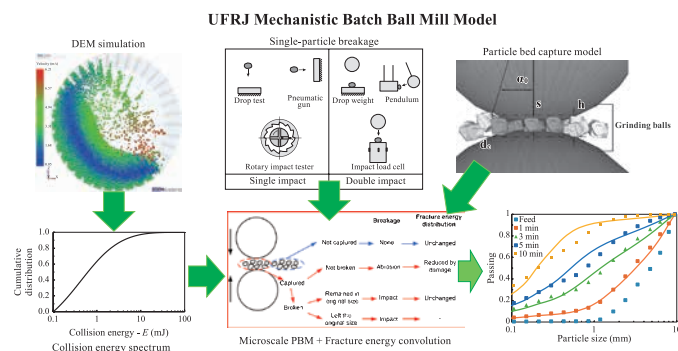 UFRJ Mechanistic Batch Ball Mill Model
DEM simulation
Single-particle breakage
Drop test
Pneumatic
gun
Drop weight
Pendulum
Rotary impact tester
Impact load cell
Single impact
Double impact
Particle bed capture model
α0
s
h
Grinding balls
Cumulative
distribution
1.0
0.8
0.6
0.4
0.2
0.0
0.1
1
10
100
Collision energy - E (mJ)
Collision energy spectrum
Breakage
Fracture energy
distribution
Not captured
None
Unchanged
Captured
Not broken
Abrasion
Reduced by
damage
Broken
Remained in
original size
Impact
Unchanged
Left the
original size
Impact
-
Microscale PBM + Fracture energy convolution
Passing
1
0.8
0.6
0.4
0.2
0
Feed
1 min
3 min
5 min
10 min
0.1
1
10
Particle size (mm)